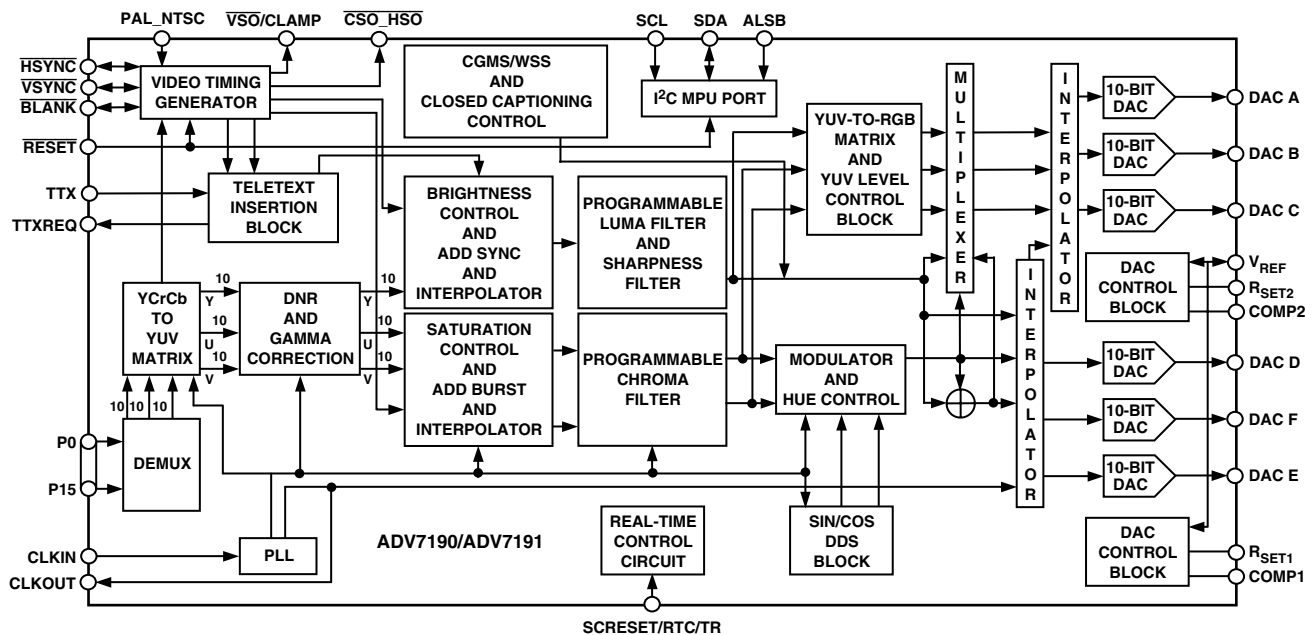 PAL_NTSC
VSO/CLAMP
CSO_HSO
SCL
SDA
ALSB
HSYNC
VSYNC
BLANK
RESET
TTX
TTXREQ
VIDEO TIMING
GENERATOR
CGMS/WSS
AND
CLOSED CAPTIONING
CONTROL
I²C MPU PORT
TELETEXT
INSERTION
BLOCK
BRIGHTNESS
CONTROL
AND
ADD SYNC
AND
INTERPOLATOR
PROGRAMMABLE
LUMA FILTER
AND
SHARPNESS
FILTER
YUV-TO-RGB
MATRIX
AND
YUV LEVEL
CONTROL
BLOCK
MULTIPLEXER
INTERPOLATOR
10-BIT
DAC
DAC A
10-BIT
DAC
DAC B
10-BIT
DAC
DAC C
DAC
CONTROL
BLOCK
VREF
RSET2
COMP2
YCrCb
TO
YUV
MATRIX
10
Y
10
U
10
V
DNR
AND
GAMMA
CORRECTION
10
Y
10
U
10
V
SATURATION
CONTROL
AND
ADD BURST
AND
INTERPOLATOR
PROGRAMMABLE
CHROMA
FILTER
MODULATOR
AND
HUE CONTROL
INTERPOLATOR
10-BIT
DAC
DAC D
10-BIT
DAC
DAC F
10-BIT
DAC
DAC E
10 10 10
P0
P15
DEMUX
CLKIN
CLKOUT
PLL
ADV7190/ADV7191
REAL-TIME
CONTROL
CIRCUIT
SIN/COS
DDS
BLOCK
DAC
CONTROL
BLOCK
RSET1
COMP1
SCRESET/RTC/TR